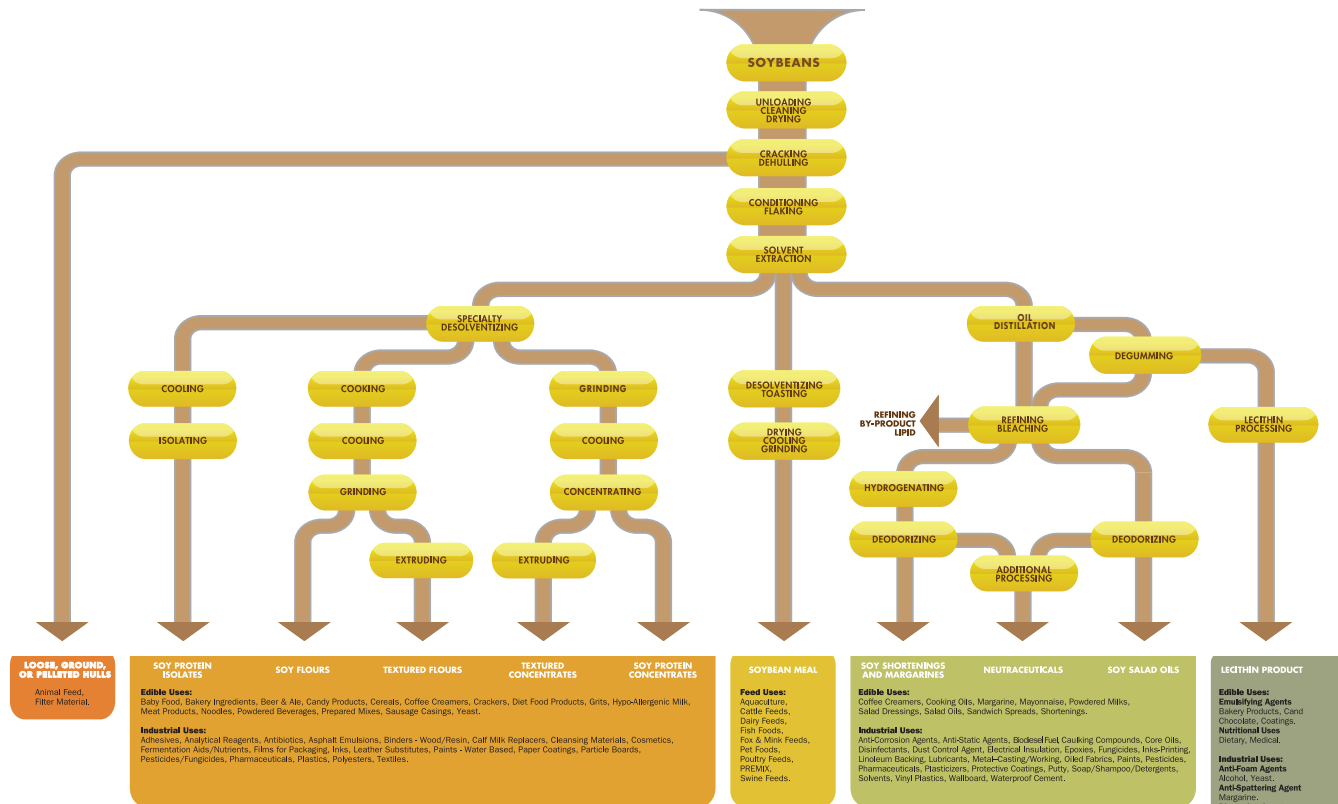 SOYBEANS
UNLOADING
CLEANING
DRYING
CRACKING
DEHULLING
CONDITIONING
FLAKING
SOLVENT
EXTRACTION
SPECIALTY
DESOLVENTIZING
OIL
DISTILLATION
DEGUMMING
COOLING
COOKING
GRINDING
DESOLVENTIZING
TOASTING
REFINING
BY-PRODUCT
LIPID
REFINING
BLEACHING
LECITHIN
PROCESSING
ISOLATING
COOLING
COOLING
DRYING
COOLING
GRINDING
HYDROGENATING
GRINDING
CONCENTRATING
DEODORIZING
DEODORIZING
EXTRUDING
EXTRUDING
ADDITIONAL
PROCESSING
LOOSE, GROUND,
OR PELLETED HULLS
Animal Feed,
Filter Material.
SOY PROTEIN
ISOLATES
SOY FLOURS
TEXTURED FLOURS
TEXTURED
CONCENTRATES
SOY PROTEIN
CONCENTRATES
Edible Uses:
Baby Food, Bakery Ingredients, Beer & Ale, Candy Products, Cereals, Coffee Creamers, Crackers, Diet Food Products, Grits, Hypo-Allergenic Milk,
Meat Products, Noodles, Powdered Beverages, Prepared Mixes, Sausage Casings, Yeast.
Industrial Uses:
Adhesives, Analytical Reagents, Antibiotics, Asphalt Emulsions, Binders - Wood/Resin, Calf Milk Replacers, Cleansing Materials, Cosmetics,
Fermentation Aids/Nutrients, Films for Packaging, Inks, Leather Substitutes, Paints - Water Based, Paper Coatings, Particle Boards,
Pesticides/Fungicides, Pharmaceuticals, Plastics, Polyesters, Textiles.
SOYBEAN MEAL
Feed Uses:
Aquaculture,
Cattle Feeds,
Dairy Feeds,
Fish Foods,
Fox & Mink Feeds,
Pet Foods,
Poultry Feeds,
PREMIX,
Swine Feeds.
SOY SHORTENINGS
AND MARGARINES
NEUTRACEUTICALS
SOY SALAD OILS
Edible Uses:
Coffee Creamers, Cooking Oils, Margarine, Mayonnaise, Powdered Milks,
Salad Dressings, Salad Oils, Sandwich Spreads, Shortenings.
Industrial Uses:
Anti-Corrosion Agents, Anti-Static Agents, Biodiesel Fuel, Caulking Compounds, Core Oils,
Disinfectants, Dust Control Agent, Electrical Insulation, Epoxies, Fungicides, Inks-Printing,
Linoleum Backing, Lubricants, Metal-Casting/Working, Oiled Fabrics, Paints, Pesticides,
Pharmaceuticals, Plasticizers, Protective Coatings, Putty, Soap/Shampoo/Detergents,
Solvents, Vinyl Plastics, Wallboard, Waterproof Cement.
LECITHIN PRODUCT
Edible Uses:
Emulsifying Agents
Bakery Products, Cand
Chocolate, Coatings.
Nutritional Uses
Dietary, Medical.
Industrial Uses:
Anti-Foam Agents
Alcohol, Yeast.
Anti-Spattering Agent
Margarine.